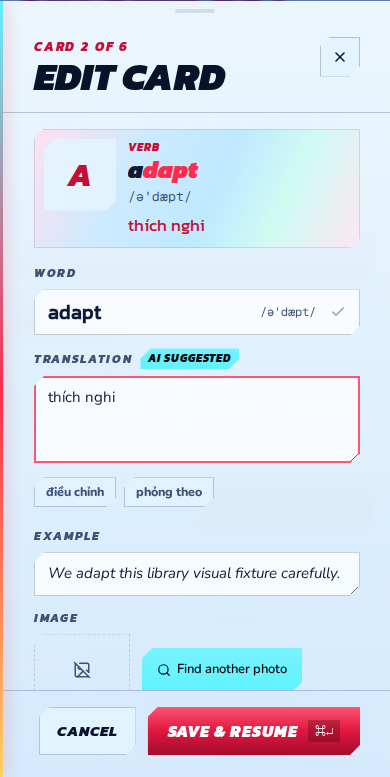 CARD 2 OF 6
EDIT CARD
A
VERB
adapt
/ə'dæpt/
thích nghi
WORD
adapt /ə'dæpt/
TRANSLATION AI SUGGESTED
thích nghi
điều chỉnh phỏng theo
EXAMPLE
We adapt this library visual fixture carefully.
IMAGE
Find another photo
CANCEL SAVE & RESUME ⌘↵